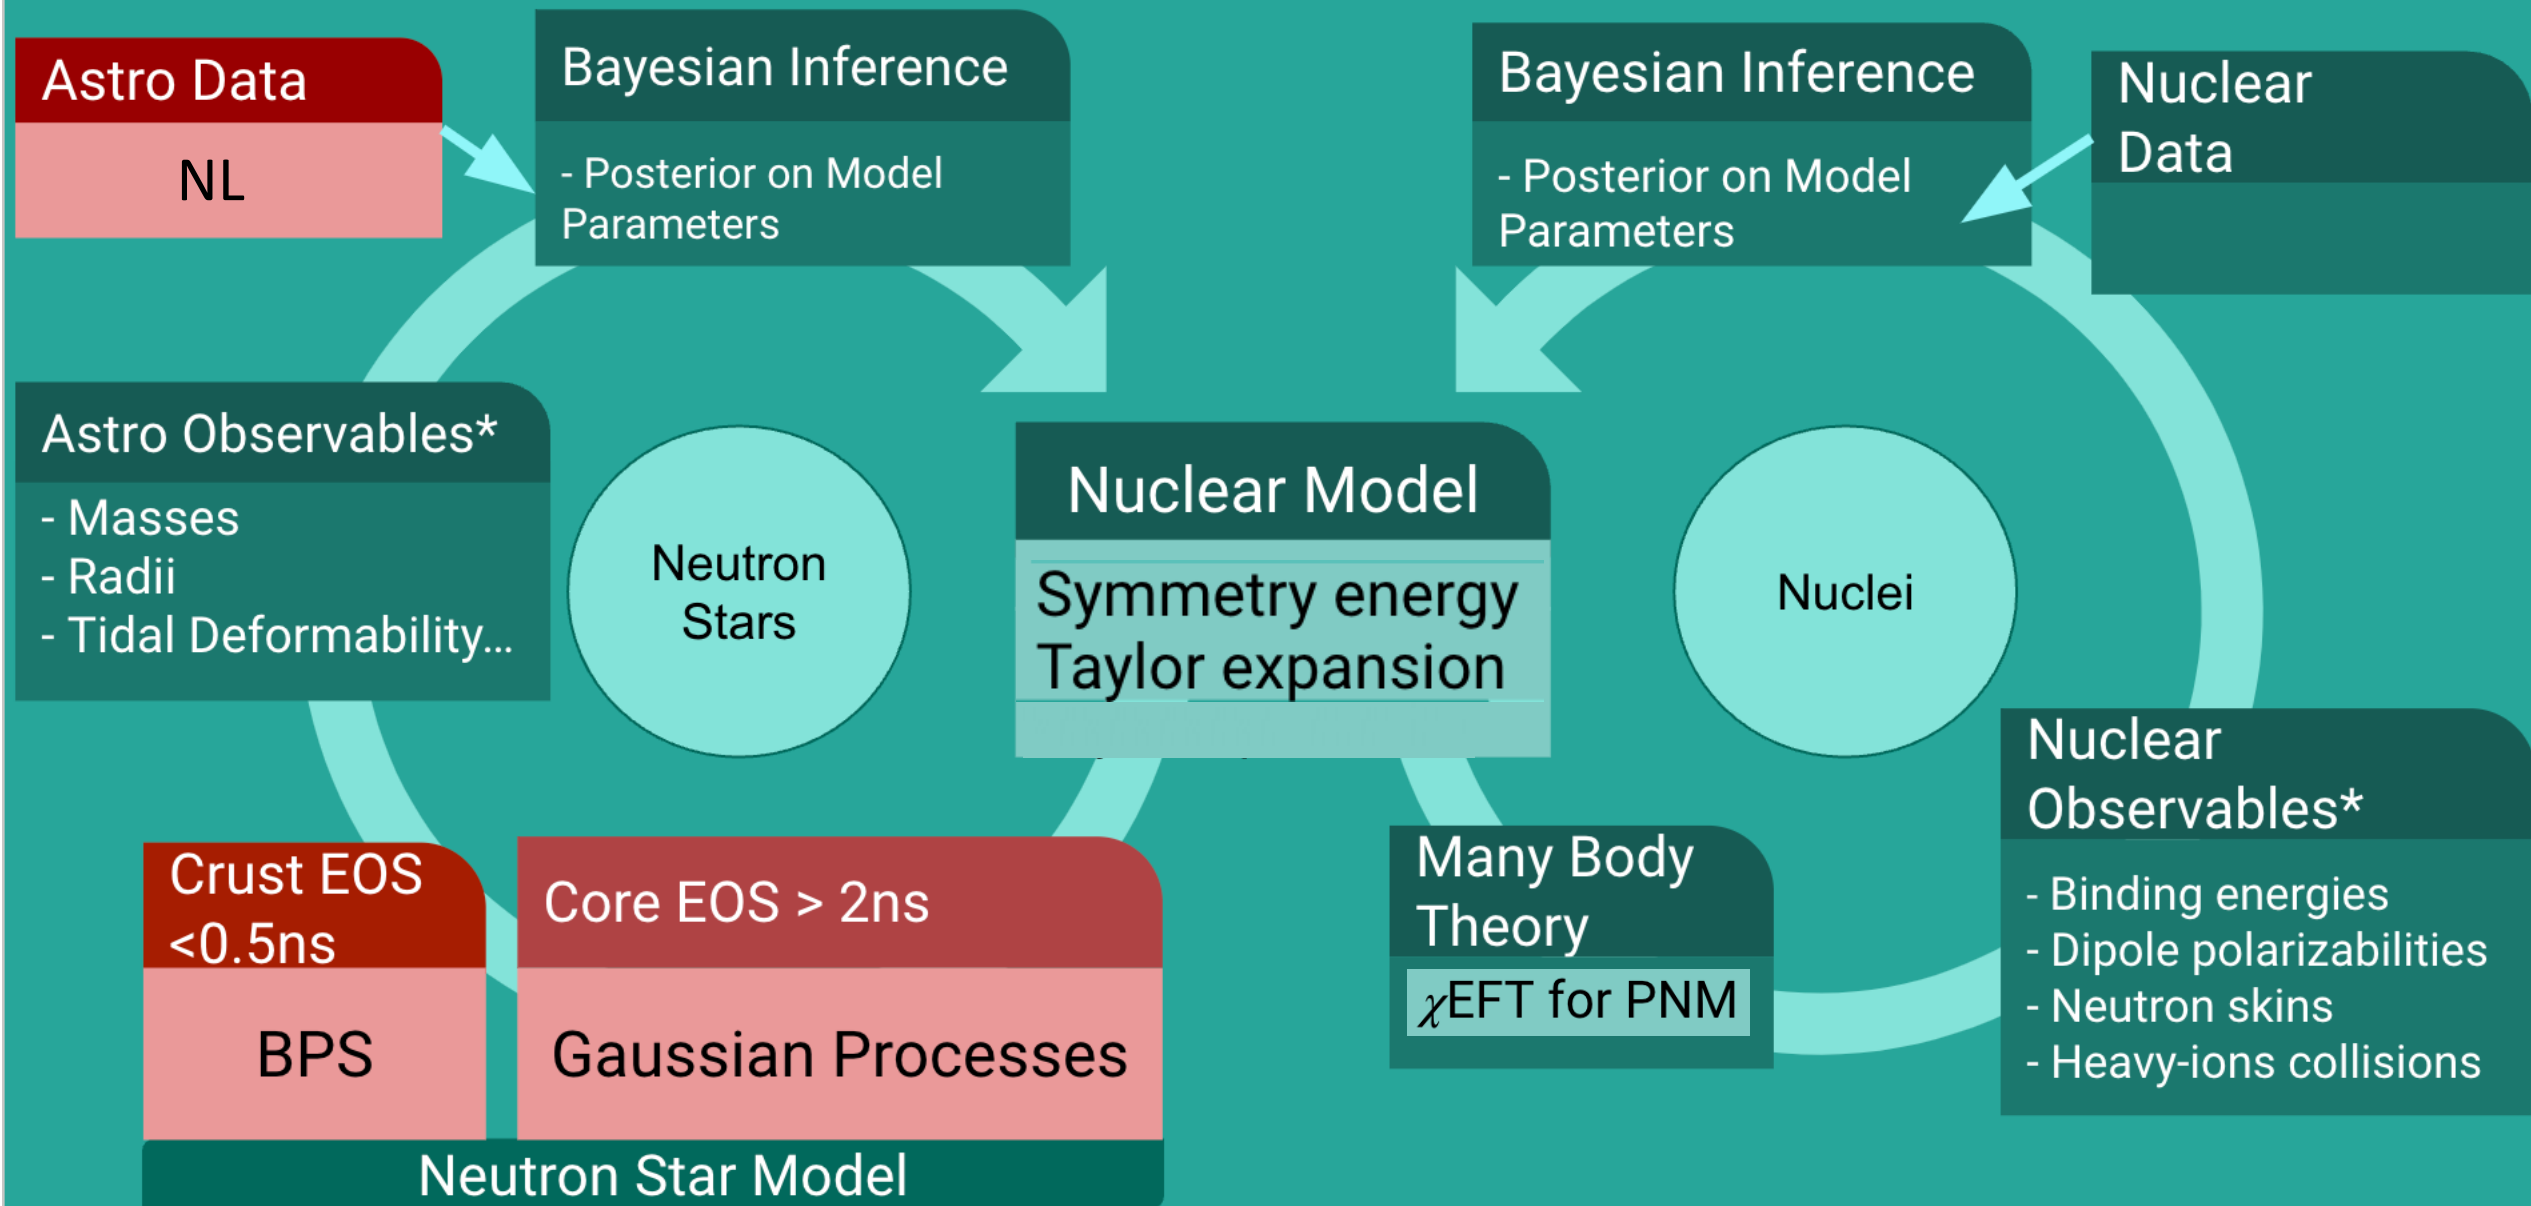 Astro Data
NL
Bayesian Inference
- Posterior on Model
Parameters
Bayesian Inference
- Posterior on Model
Parameters
Nuclear
Data
Astro Observables*
- Masses
- Radii
- Tidal Deformability...
Neutron
Stars
Nuclear Model
Symmetry energy
Taylor expansion
Nuclei
Crust EOS
<0.5ns
BPS
Core EOS > 2ns
Gaussian Processes
Neutron Star Model
Many Body
Theory
χEFT for PNM
Nuclear
Observables*
- Binding energies
- Dipole polarizabilities
- Neutron skins
- Heavy-ions collisions